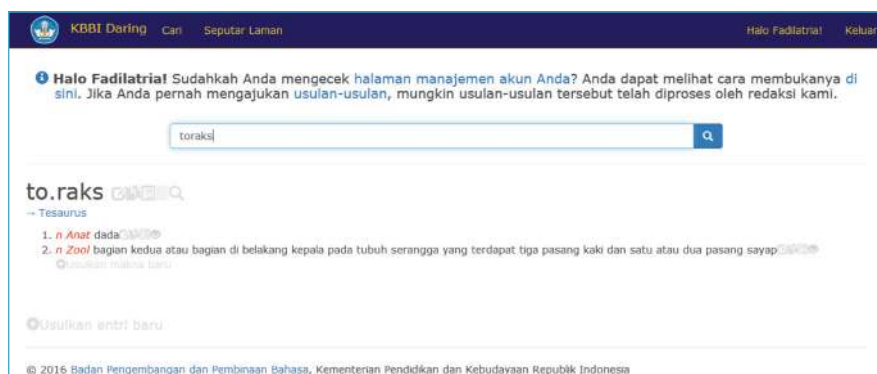 KBBI Daring Cari Seputar Laman Halo Fadilatria! Keluar
Halo Fadilatria! Sudahkah Anda mengecek halaman manajemen akun Anda? Anda dapat melihat cara membukanya di
sini. Jika Anda pernah mengajukan usulan-usulan, mungkin usulan-usulan tersebut telah diproses oleh redaksi kami.
toraks
to.raks
→ Tesaurus
1. n Anat dada
2. n Zool bagian kedua atau bagian di belakang kepala pada tubuh serangga yang terdapat tiga pasang kaki dan satu atau dua pasang sayap
Usulkan makna baru
Usulkan entri baru
© 2016 Badan Pengembangan dan Pembinaan Bahasa, Kementerian Pendidikan dan Kebudayaan Republik Indonesia